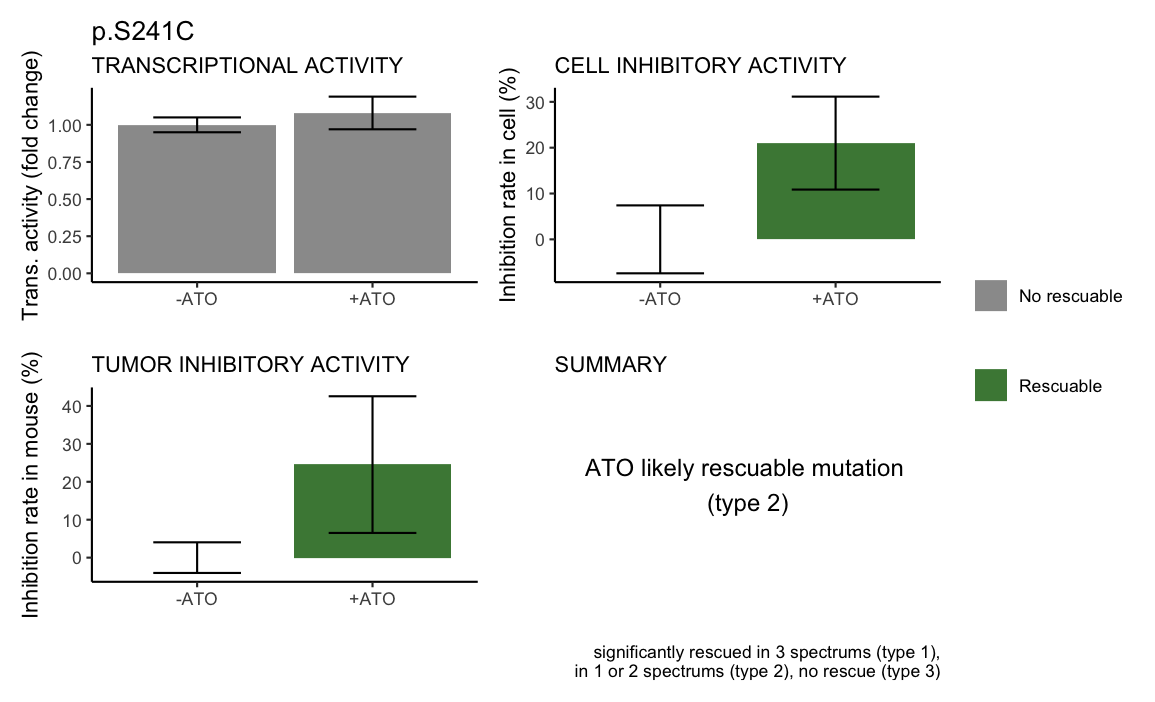 p.S241C
TRANSCRIPTIONAL ACTIVITY
Trans. activity (fold change)
1.00
0.75
0.50
0.25
0.00
-ATO
+ATO
CELL INHIBITORY ACTIVITY
Inhibition rate in cell (%)
30
20
10
0
-ATO
+ATO
No rescuable
Rescuable
TUMOR INHIBITORY ACTIVITY
Inhibition rate in mouse (%)
40
30
20
10
0
-ATO
+ATO
SUMMARY
ATO likely rescuable mutation
(type 2)
significantly rescued in 3 spectrums (type 1),
in 1 or 2 spectrums (type 2), no rescue (type 3)